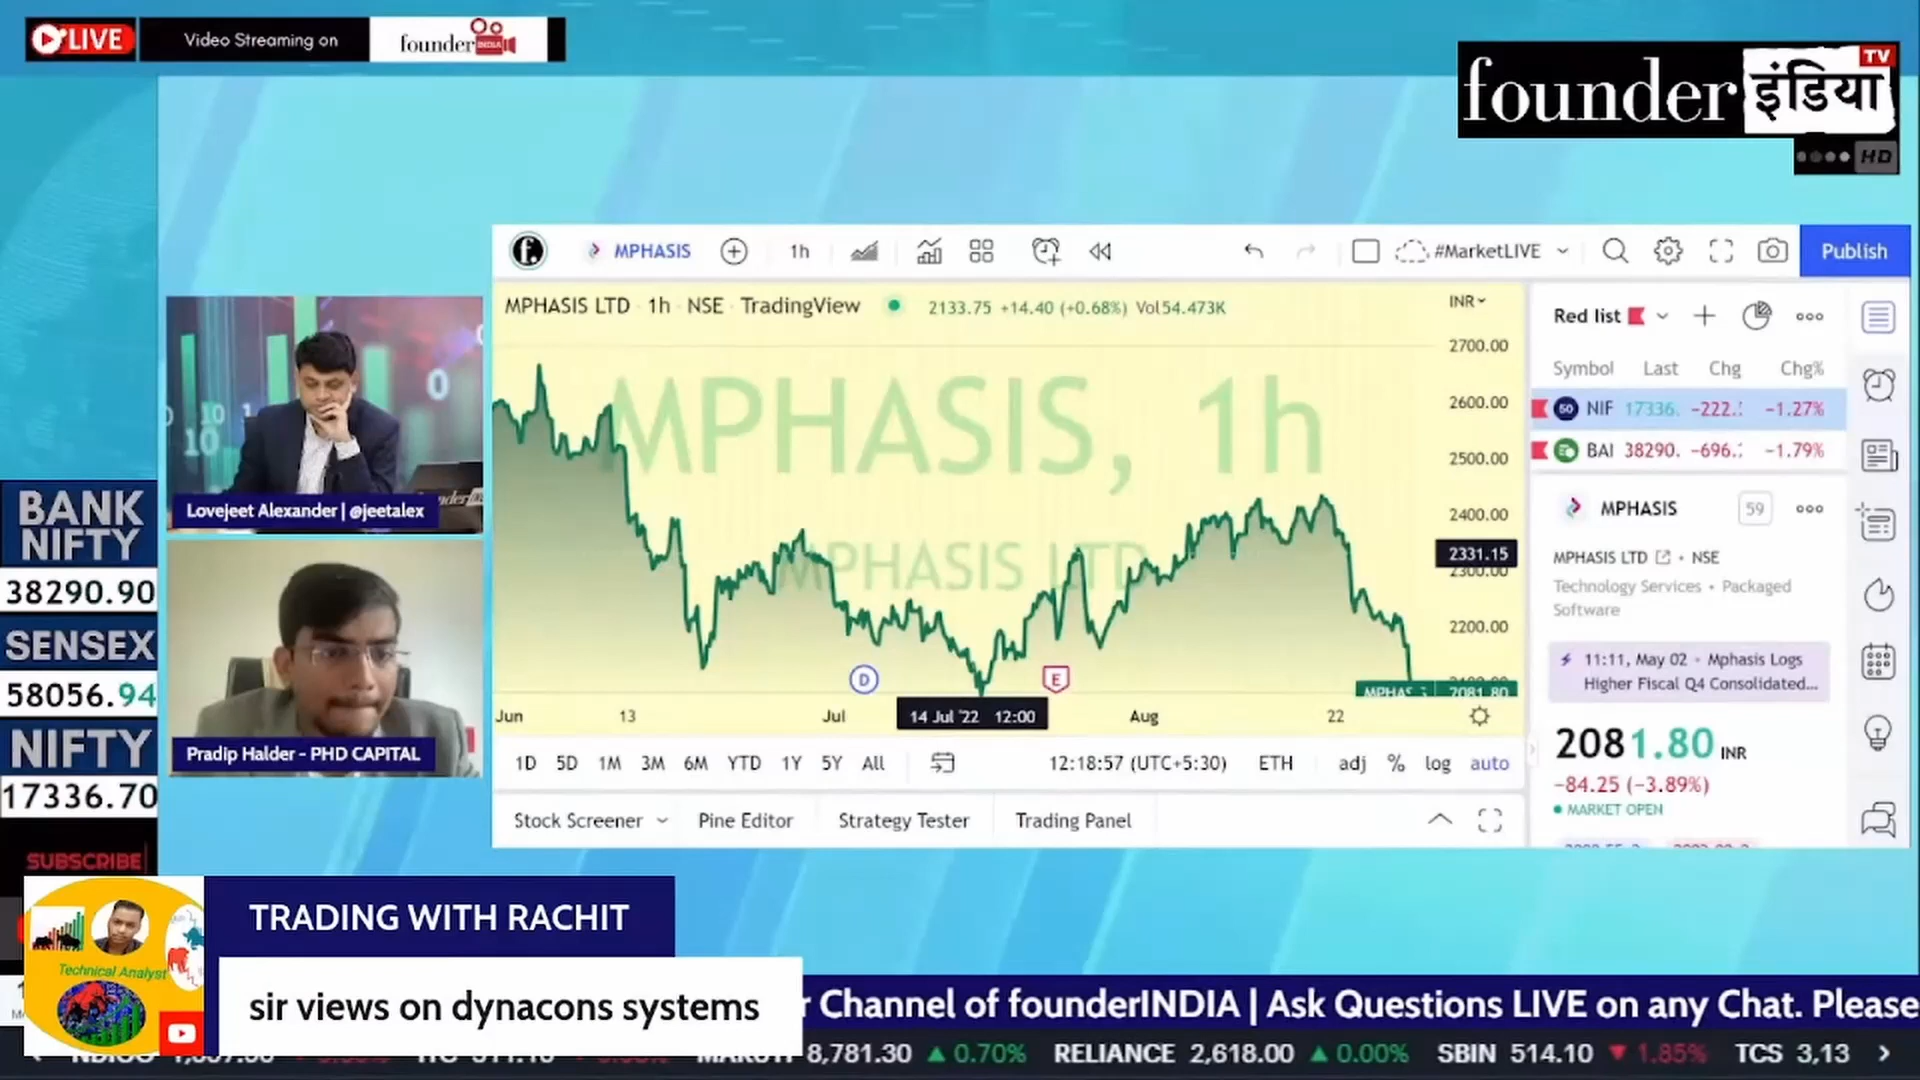 LIVE
Video Streaming on
founder INDIA
founder इंडिया TV
HD
MPHASIS
1h
#MarketLIVE
Publish
MPHASIS LTD · 1h · NSE · TradingView
2133.75 +14.40 (+0.68%) Vol 54.473K
INR
MPHASIS, 1h
MPHASIS LTD
2700.00
2600.00
2500.00
2400.00
2331.15
2300.00
2200.00
2081.80
D
E
Jun
13
Jul
14 Jul '22 12:00
Aug
22
1D 5D 1M 3M 6M YTD 1Y 5Y All
12:18:57 (UTC+5:30) ETH adj % log auto
Stock Screener Pine Editor Strategy Tester Trading Panel
Red list
Symbol Last Chg Chg%
50 NIF 17336. -222. -1.27%
BAI 38290. -696. -1.79%
MPHASIS 59
MPHASIS LTD • NSE
Technology Services • Packaged
Software
11:11, May 02 • Mphasis Logs
Higher Fiscal Q4 Consolidated...
2081.80 INR
-84.25 (-3.89%)
MARKET OPEN
Lovejeet Alexander | @jeetalex
Pradip Halder - PHD CAPITAL
BANK
NIFTY
38290.90
SENSEX
58056.94
NIFTY
17336.70
SUBSCRIBE
Technical Analyst
TRADING WITH RACHIT
sir views on dynacons systems
r Channel of founderINDIA | Ask Questions LIVE on any Chat. Please
8,781.30 ▲ 0.70% RELIANCE 2,618.00 ▲ 0.00% SBIN 514.10 ▼ 1.85% TCS 3,13